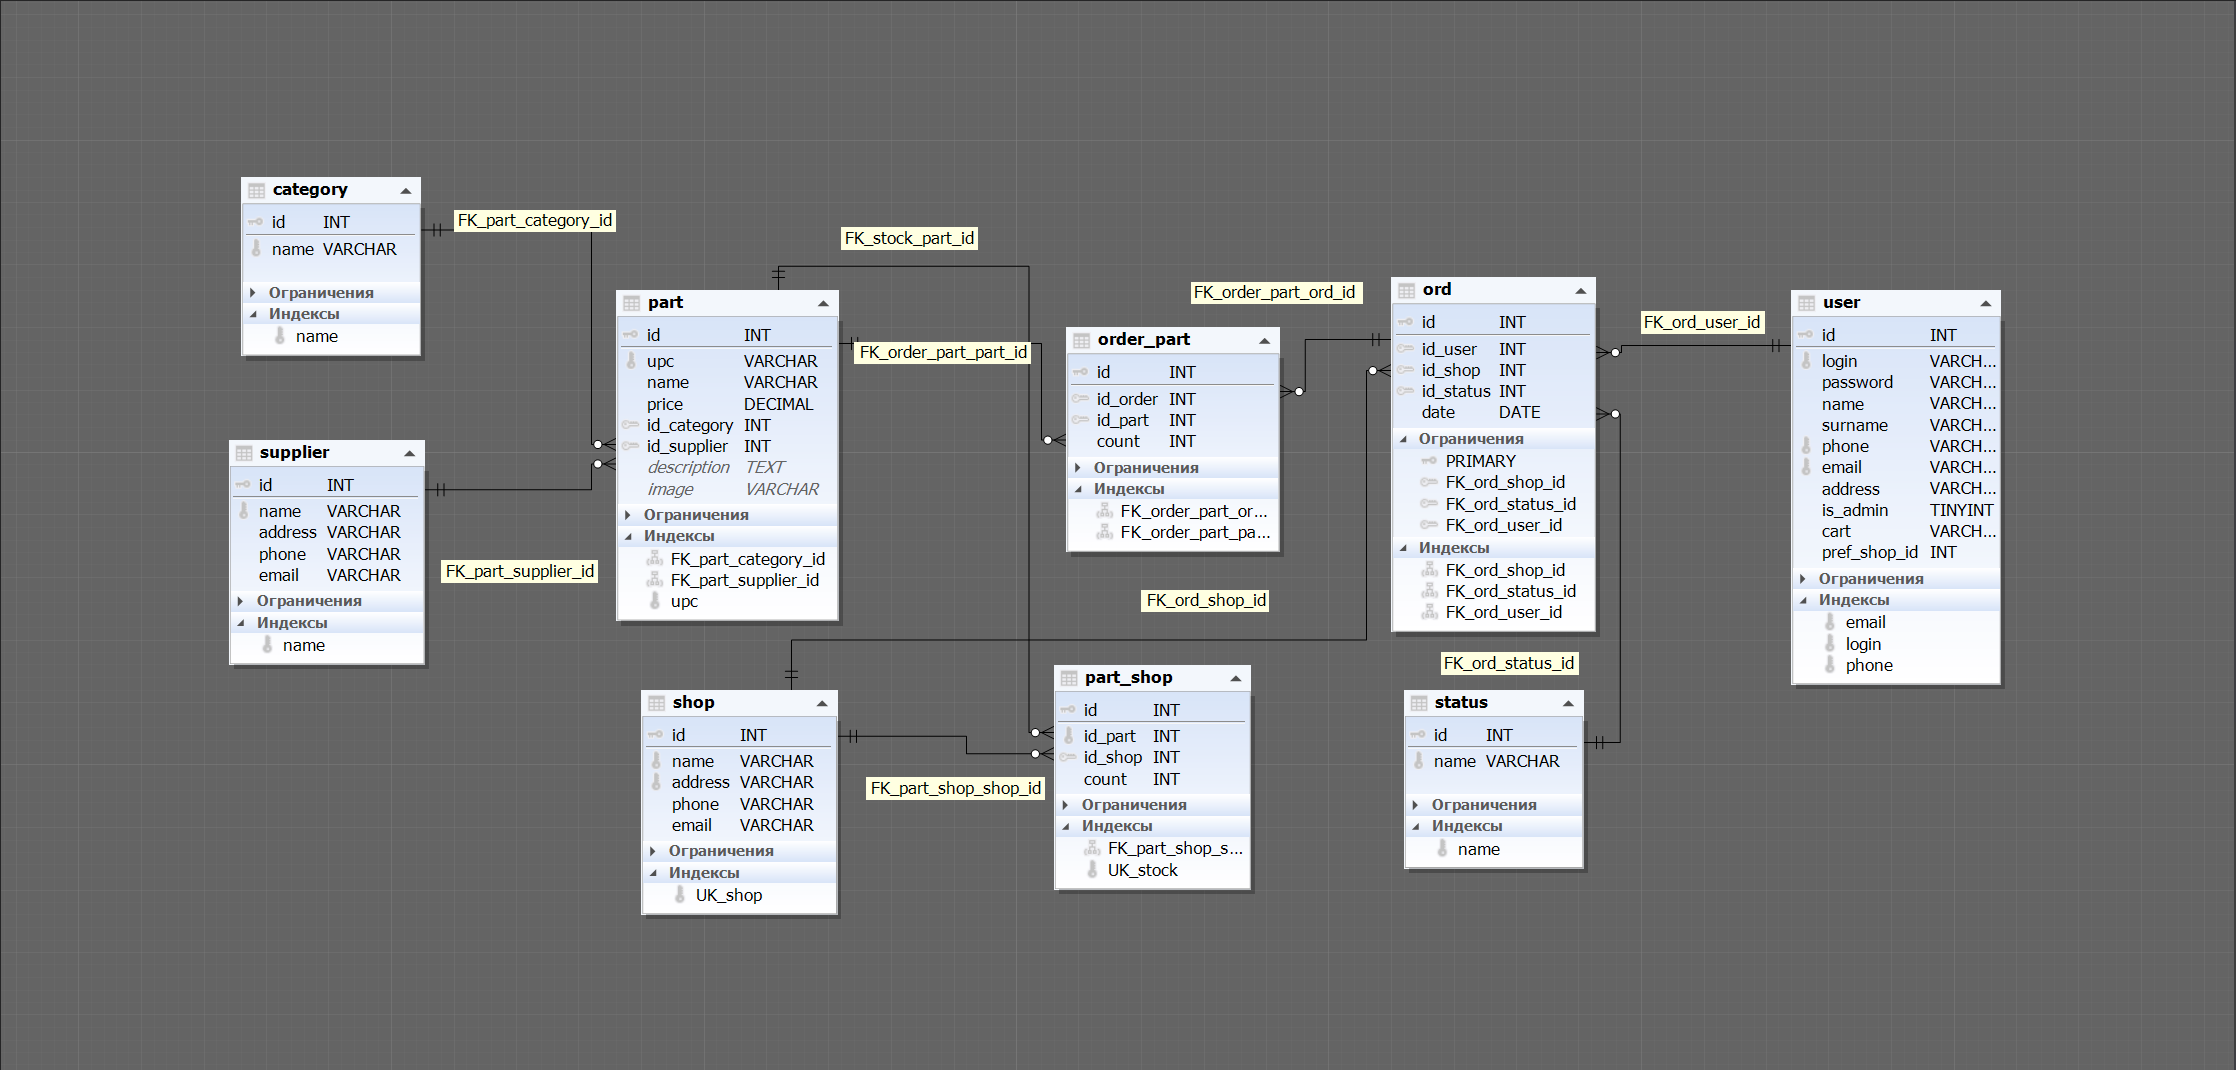 category
id INT
name VARCHAR
Ограничения
Индексы
name
FK_part_category_id
supplier
id INT
name VARCHAR
address VARCHAR
phone VARCHAR
email VARCHAR
Ограничения
Индексы
name
FK_part_supplier_id
FK_stock_part_id
part
id INT
upc VARCHAR
name VARCHAR
price DECIMAL
id_category INT
id_supplier INT
description TEXT
image VARCHAR
Ограничения
Индексы
FK_part_category_id
FK_part_supplier_id
upc
FK_order_part_part_id
order_part
id INT
id_order INT
id_part INT
count INT
Ограничения
Индексы
FK_order_part_or...
FK_order_part_pa...
FK_order_part_ord_id
ord
id INT
id_user INT
id_shop INT
id_status INT
date DATE
Ограничения
PRIMARY
FK_ord_shop_id
FK_ord_status_id
FK_ord_user_id
Индексы
FK_ord_shop_id
FK_ord_status_id
FK_ord_user_id
FK_ord_user_id
user
id INT
login VARCH...
password VARCH...
name VARCH...
surname VARCH...
phone VARCH...
email VARCH...
address VARCH...
is_admin TINYINT
cart VARCH...
pref_shop_id INT
Ограничения
Индексы
email
login
phone
FK_ord_shop_id
FK_ord_status_id
shop
id INT
name VARCHAR
address VARCHAR
phone VARCHAR
email VARCHAR
Ограничения
Индексы
UK_shop
FK_part_shop_shop_id
part_shop
id INT
id_part INT
id_shop INT
count INT
Ограничения
Индексы
FK_part_shop_s...
UK_stock
status
id INT
name VARCHAR
Ограничения
Индексы
name